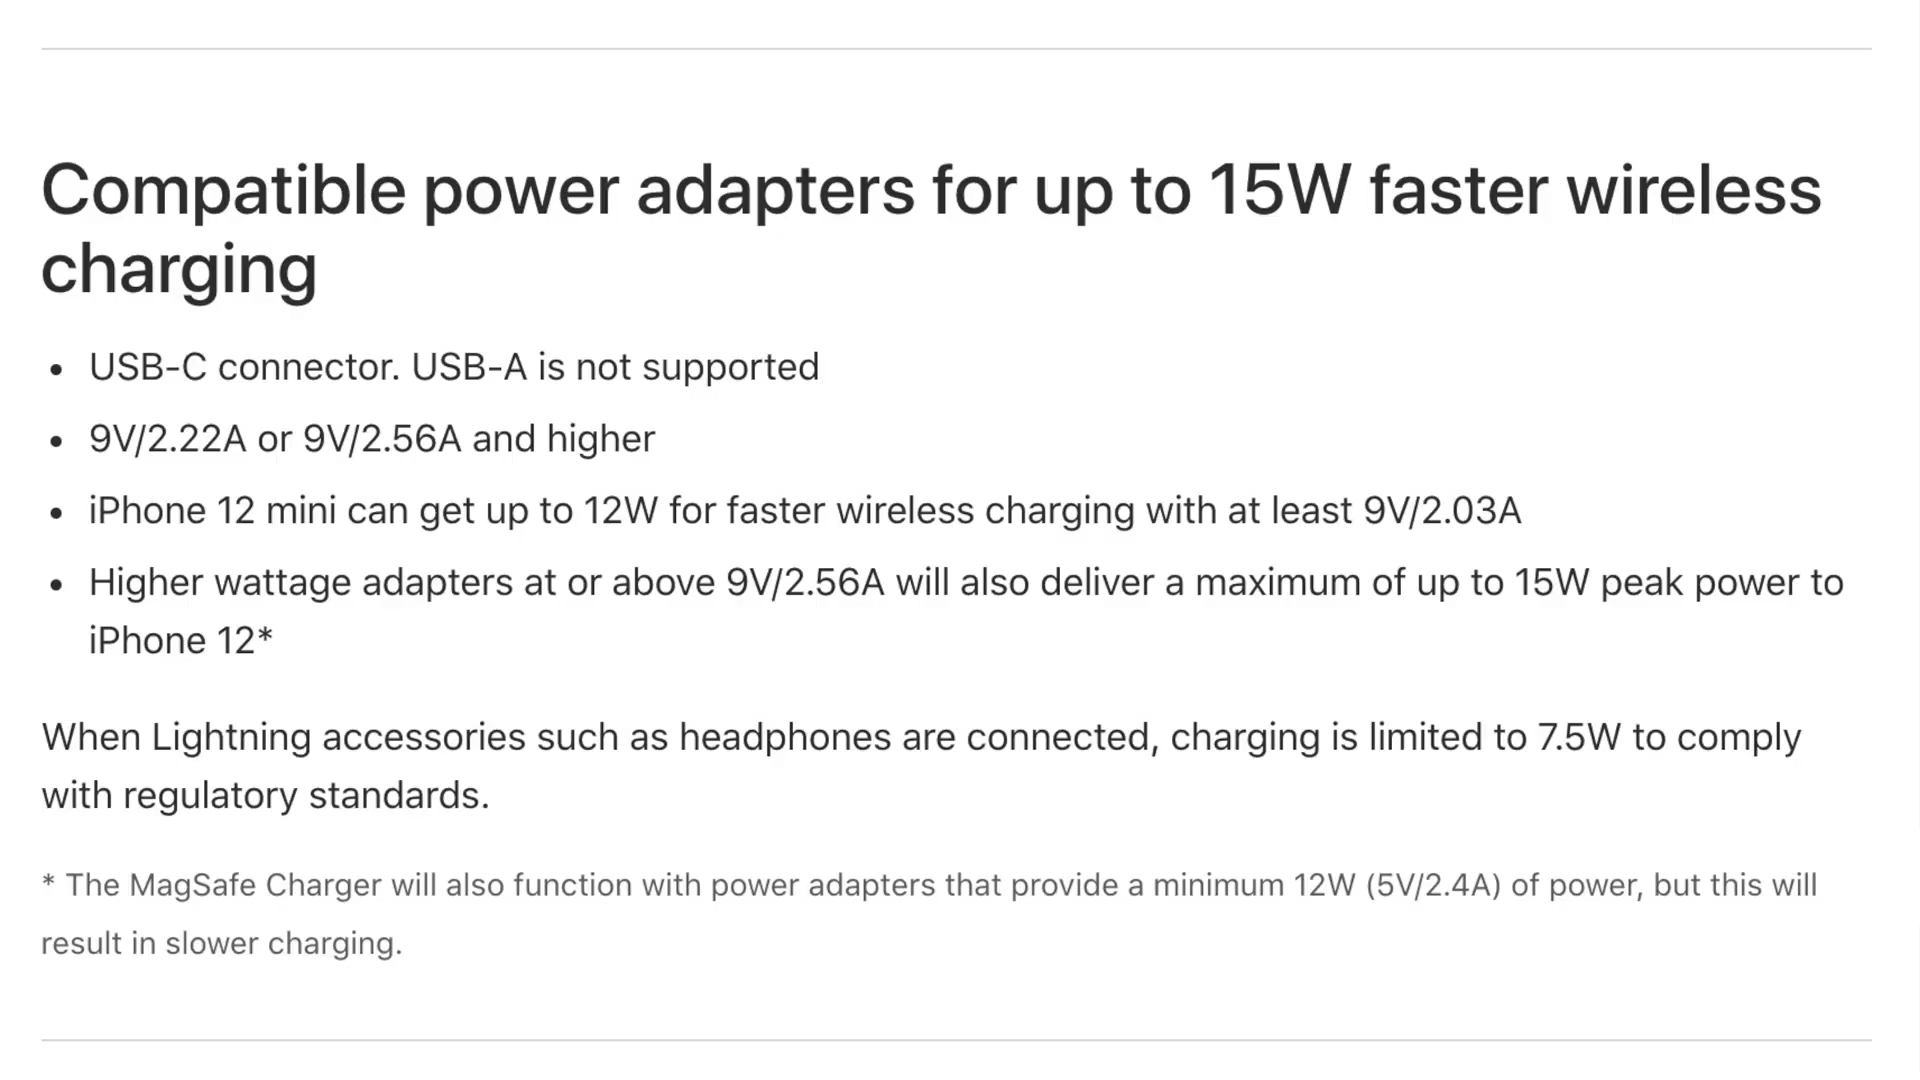 Compatible power adapters for up to 15W faster wireless
charging
• USB-C connector. USB-A is not supported
• 9V/2.22A or 9V/2.56A and higher
• iPhone 12 mini can get up to 12W for faster wireless charging with at least 9V/2.03A
• Higher wattage adapters at or above 9V/2.56A will also deliver a maximum of up to 15W peak power to
iPhone 12*
When Lightning accessories such as headphones are connected, charging is limited to 7.5W to comply
with regulatory standards.
* The MagSafe Charger will also function with power adapters that provide a minimum 12W (5V/2.4A) of power, but this will
result in slower charging.